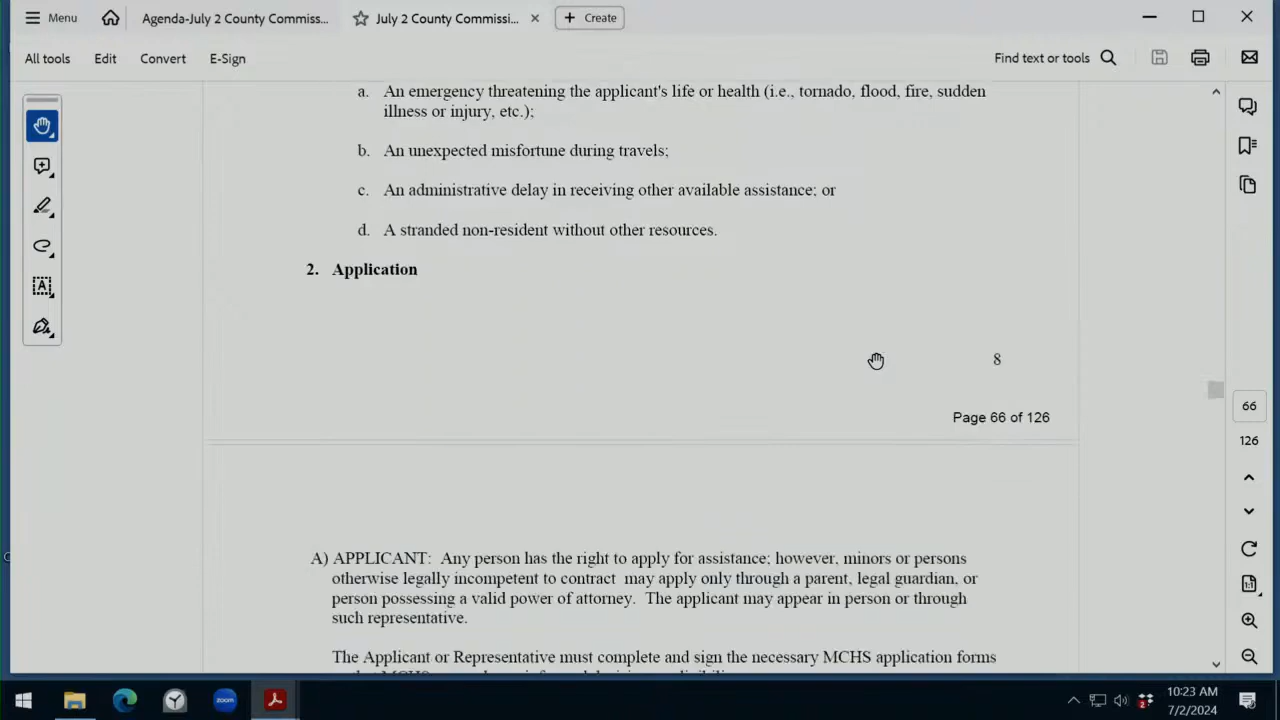 Menu
Agenda-July 2 County Commiss...
July 2 County Commissi...
Create
All tools
Edit
Convert
E-Sign
Find text or tools
a. An emergency threatening the applicant's life or health (i.e., tornado, flood, fire, sudden
illness or injury, etc.);
b. An unexpected misfortune during travels;
c. An administrative delay in receiving other available assistance; or
d. A stranded non-resident without other resources.
2. Application
8
Page 66 of 126
66
126
A) APPLICANT: Any person has the right to apply for assistance; however, minors or persons
otherwise legally incompetent to contract may apply only through a parent, legal guardian, or
person possessing a valid power of attorney. The applicant may appear in person or through
such representative.
The Applicant or Representative must complete and sign the necessary MCHS application forms
zoom
2
10:23 AM
7/2/2024